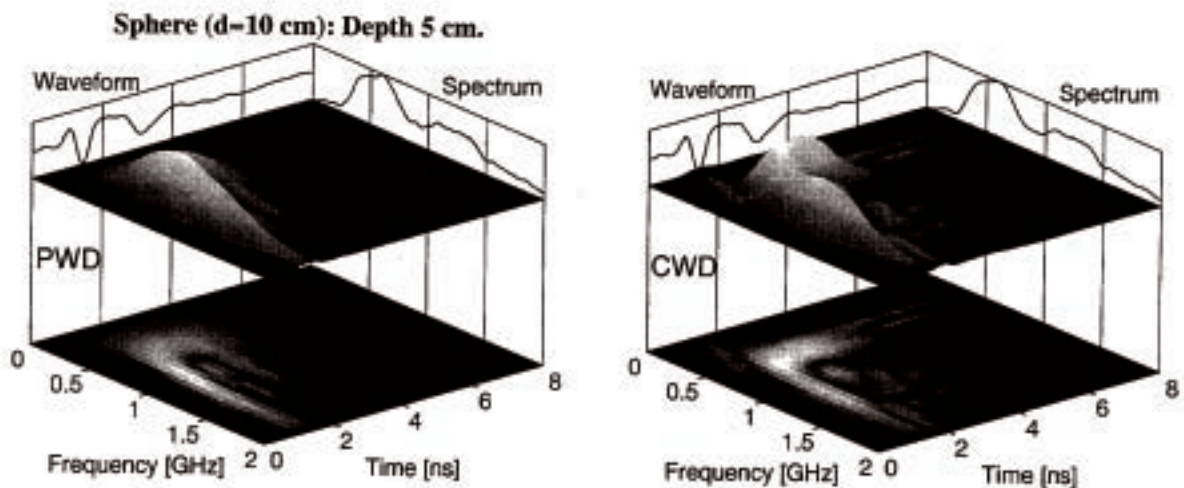 Sphere (d=10 cm): Depth 5 cm.
Waveform
Spectrum
PWD
0
0.5
1
1.5
2
Frequency [GHz]
0
2
4
6
8
Time [ns]
Waveform
Spectrum
CWD
0
0.5
1
1.5
2
Frequency [GHz]
0
2
4
6
8
Time [ns]